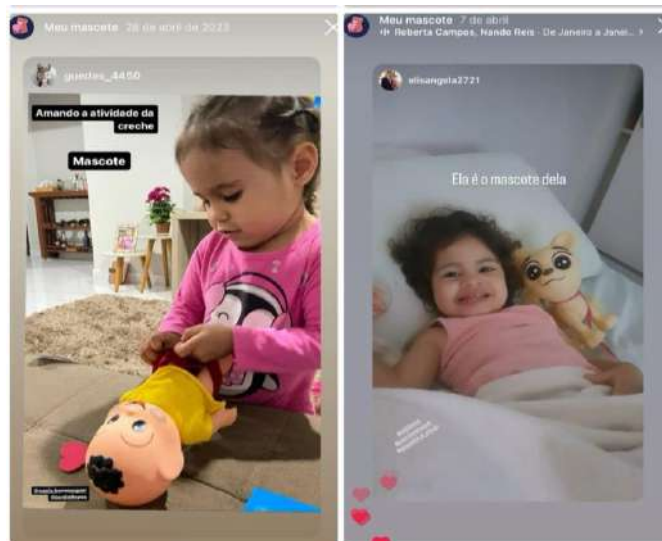 Meu mascote 28 de abril de 2023
guedes_4450
Amando a atividade da
creche
Mascote
Meu mascote 7 de abril
Roberta Campos, Nando Reis · De Janeiro a Janei... >
elisangela2721
Ela é o mascote dela